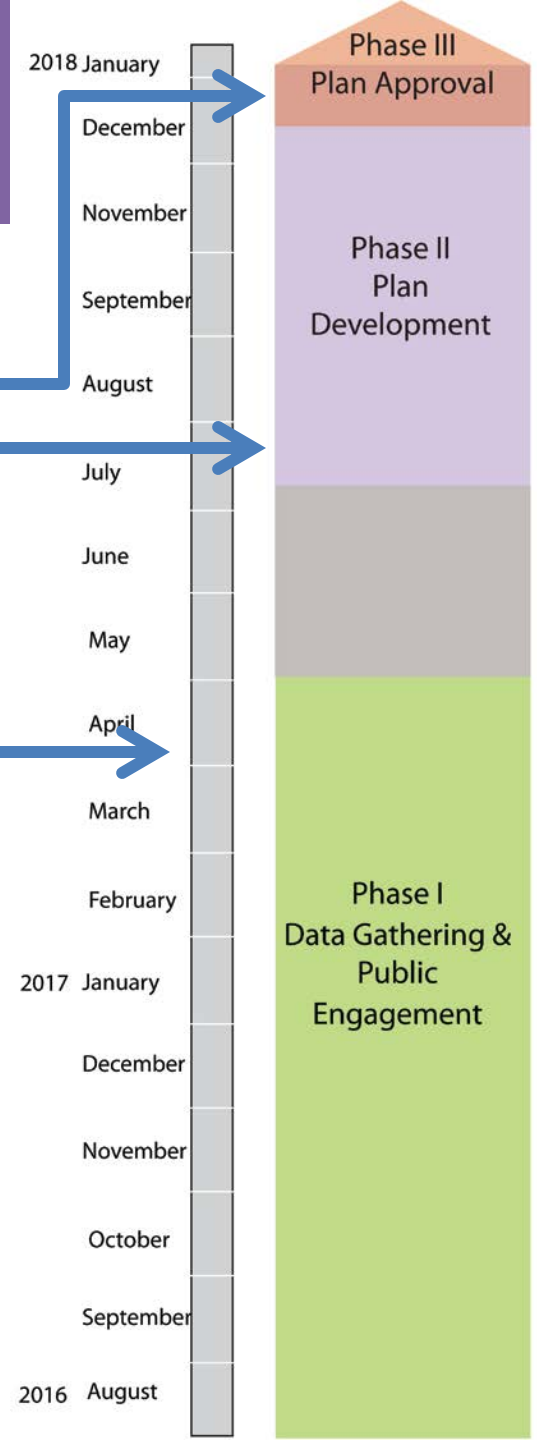 2018 January
December
November
September
August
July
June
May
April
March
February
2017 January
December
November
October
September
2016 August
Phase III
Plan Approval
Phase II
Plan
Development
Phase I
Data Gathering &
Public
Engagement